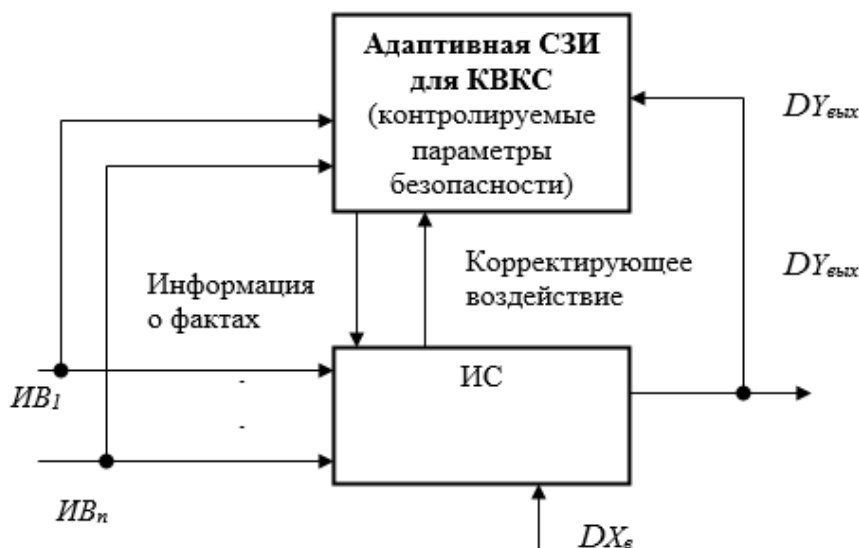 Адаптивная СЗИ
для КВКС
(контролируемые
параметры
безопасности)
DYвых
Информация
о фактах
Корректирующее
воздействие
DYвых
ИВ1
ИС
-
-
ИВn
DXв